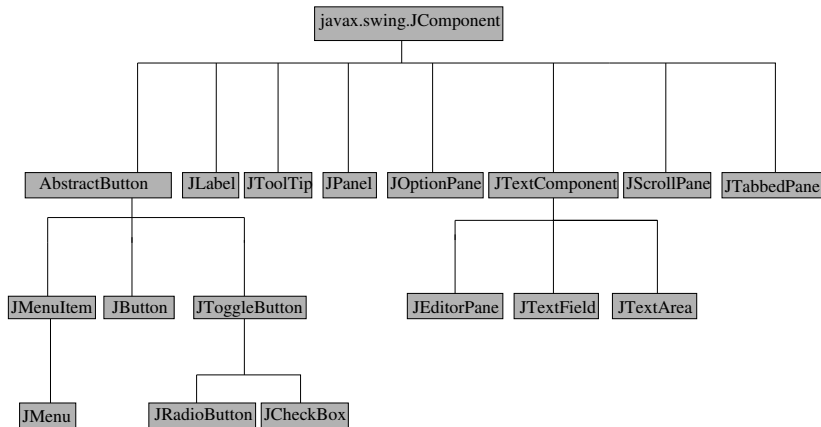 javax.swing.JComponent
AbstractButton
JLabel
JToolTip
JPanel
JOptionPane
JTextComponent
JScrollPane
JTabbedPane
JMenuItem
JButton
JToggleButton
JEditorPane
JTextField
JTextArea
JMenu
JRadioButton
JCheckBox